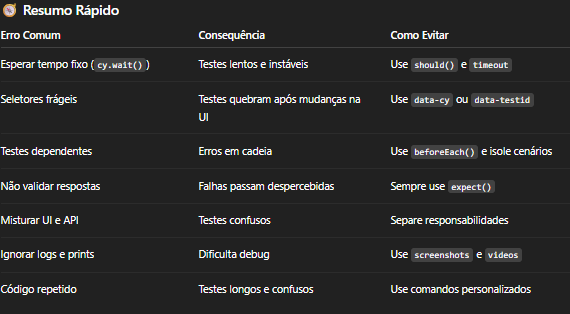 🧭 Resumo Rápido
Erro Comum Consequência Como Evitar
Esperar tempo fixo (cy.wait()) Testes lentos e instáveis Use should() e timeout
Seletores frágeis Testes quebram após mudanças na UI Use data-cy ou data-testid
Testes dependentes Erros em cadeia Use beforeEach() e isole cenários
Não validar respostas Falhas passam despercebidas Sempre use expect()
Misturar UI e API Testes confusos Separe responsabilidades
Ignorar logs e prints Dificulta debug Use screenshots e videos
Código repetido Testes longos e confusos Use comandos personalizados